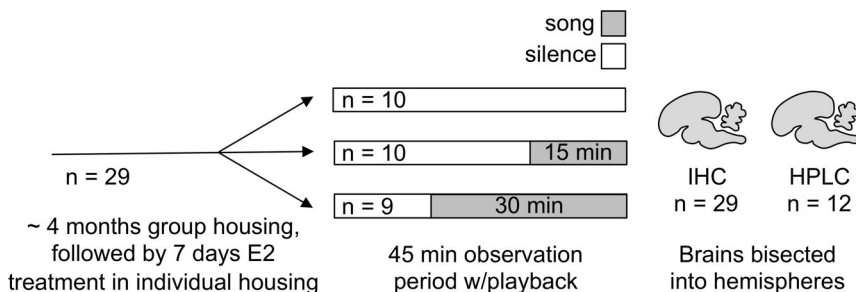 song
silence
n = 10
n = 10
15 min
n = 29
n = 9
30 min
IHC
n = 29
HPLC
n = 12
~ 4 months group housing,
followed by 7 days E2
treatment in individual housing
45 min observation
period w/playback
Brains bisected
into hemispheres